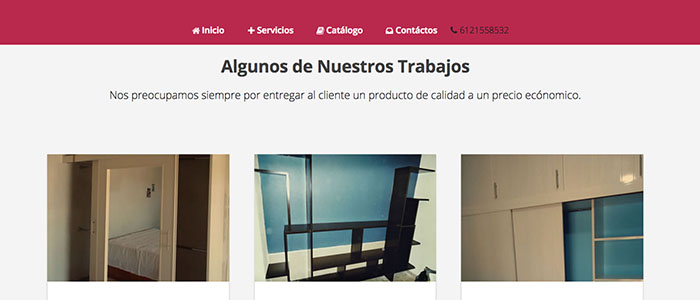 Inicio Servicios Catálogo Contáctos 6121558532
Algunos de Nuestros Trabajos
Nos preocupamos siempre por entregar al cliente un producto de calidad a un precio ecónomico.